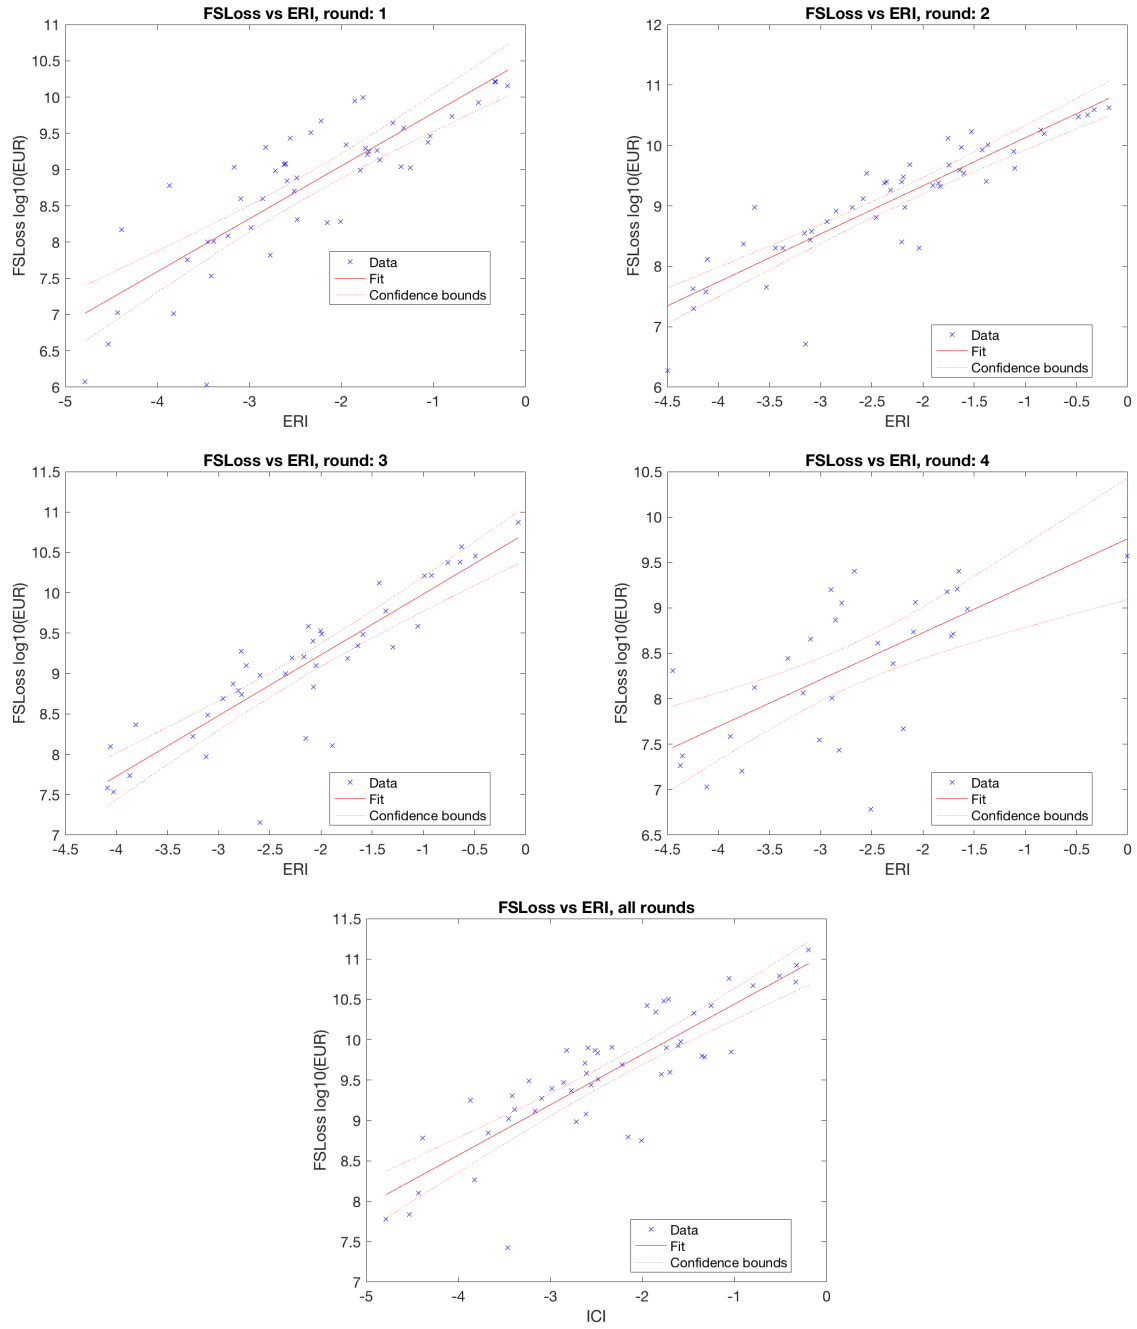 FSLoss vs ERI, round: 1
11
10.5
10
9.5
9
8.5
8
7.5
7
6.5
6
FSLoss log10(EUR)
Data
Fit
Confidence bounds
-5 -4 -3 -2 -1 0
ERI
FSLoss vs ERI, round: 2
12
11
10
9
8
7
6
FSLoss log10(EUR)
Data
Fit
Confidence bounds
-4.5 -4 -3.5 -3 -2.5 -2 -1.5 -1 -0.5 0
ERI
FSLoss vs ERI, round: 3
11.5
11
10.5
10
9.5
9
8.5
8
7.5
7
FSLoss log10(EUR)
Data
Fit
Confidence bounds
-4.5 -4 -3.5 -3 -2.5 -2 -1.5 -1 -0.5 0
ERI
FSLoss vs ERI, round: 4
10.5
10
9.5
9
8.5
8
7.5
7
6.5
FSLoss log10(EUR)
Data
Fit
Confidence bounds
-4.5 -4 -3.5 -3 -2.5 -2 -1.5 -1 -0.5 0
ERI
FSLoss vs ERI, all rounds
11.5
11
10.5
10
9.5
9
8.5
8
7.5
7
FSLoss log10(EUR)
Data
Fit
Confidence bounds
-5 -4 -3 -2 -1 0
ICI